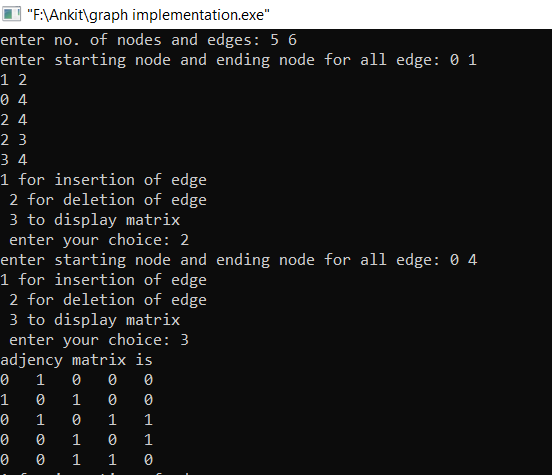 "F:\Ankit\graph implementation.exe"
enter no. of nodes and edges: 5 6
enter starting node and ending node for all edge: 0 1
1 2
0 4
2 4
2 3
3 4
1 for insertion of edge
 2 for deletion of edge
 3 to display matrix
 enter your choice: 2
enter starting node and ending node for all edge: 0 4
1 for insertion of edge
 2 for deletion of edge
 3 to display matrix
 enter your choice: 3
adjency matrix is
0   1   0   0   0
1   0   1   0   0
0   1   0   1   1
0   0   1   0   1
0   0   1   1   0